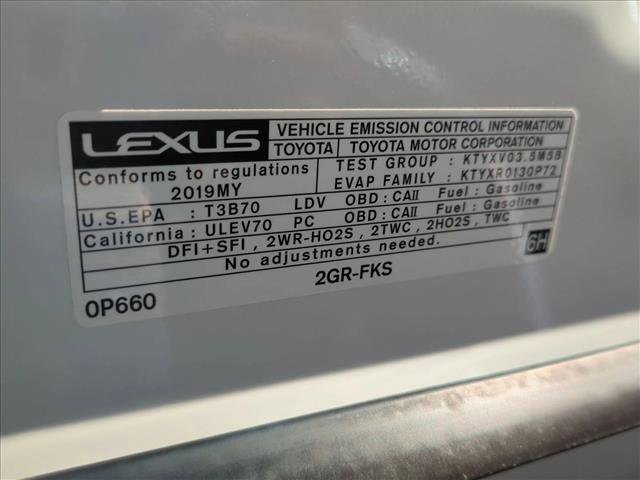 LEXUS VEHICLE EMISSION CONTROL INFORMATION
TOYOTA TOYOTA MOTOR CORPORATION
Conforms to regulations TEST GROUP : KTYXV03.5M5B
2019MY EVAP FAMILY : KTYXR0130P72
U.S.EPA : T3B70 LDV OBD : CAII Fuel : Gasoline
California : ULEV70 PC OBD : CAII Fuel : Gasoline
DFI+SFI , 2WR-HO2S , 2TWC , 2HO2S , TWC
No adjustments needed. 6H
0P660 2GR-FKS